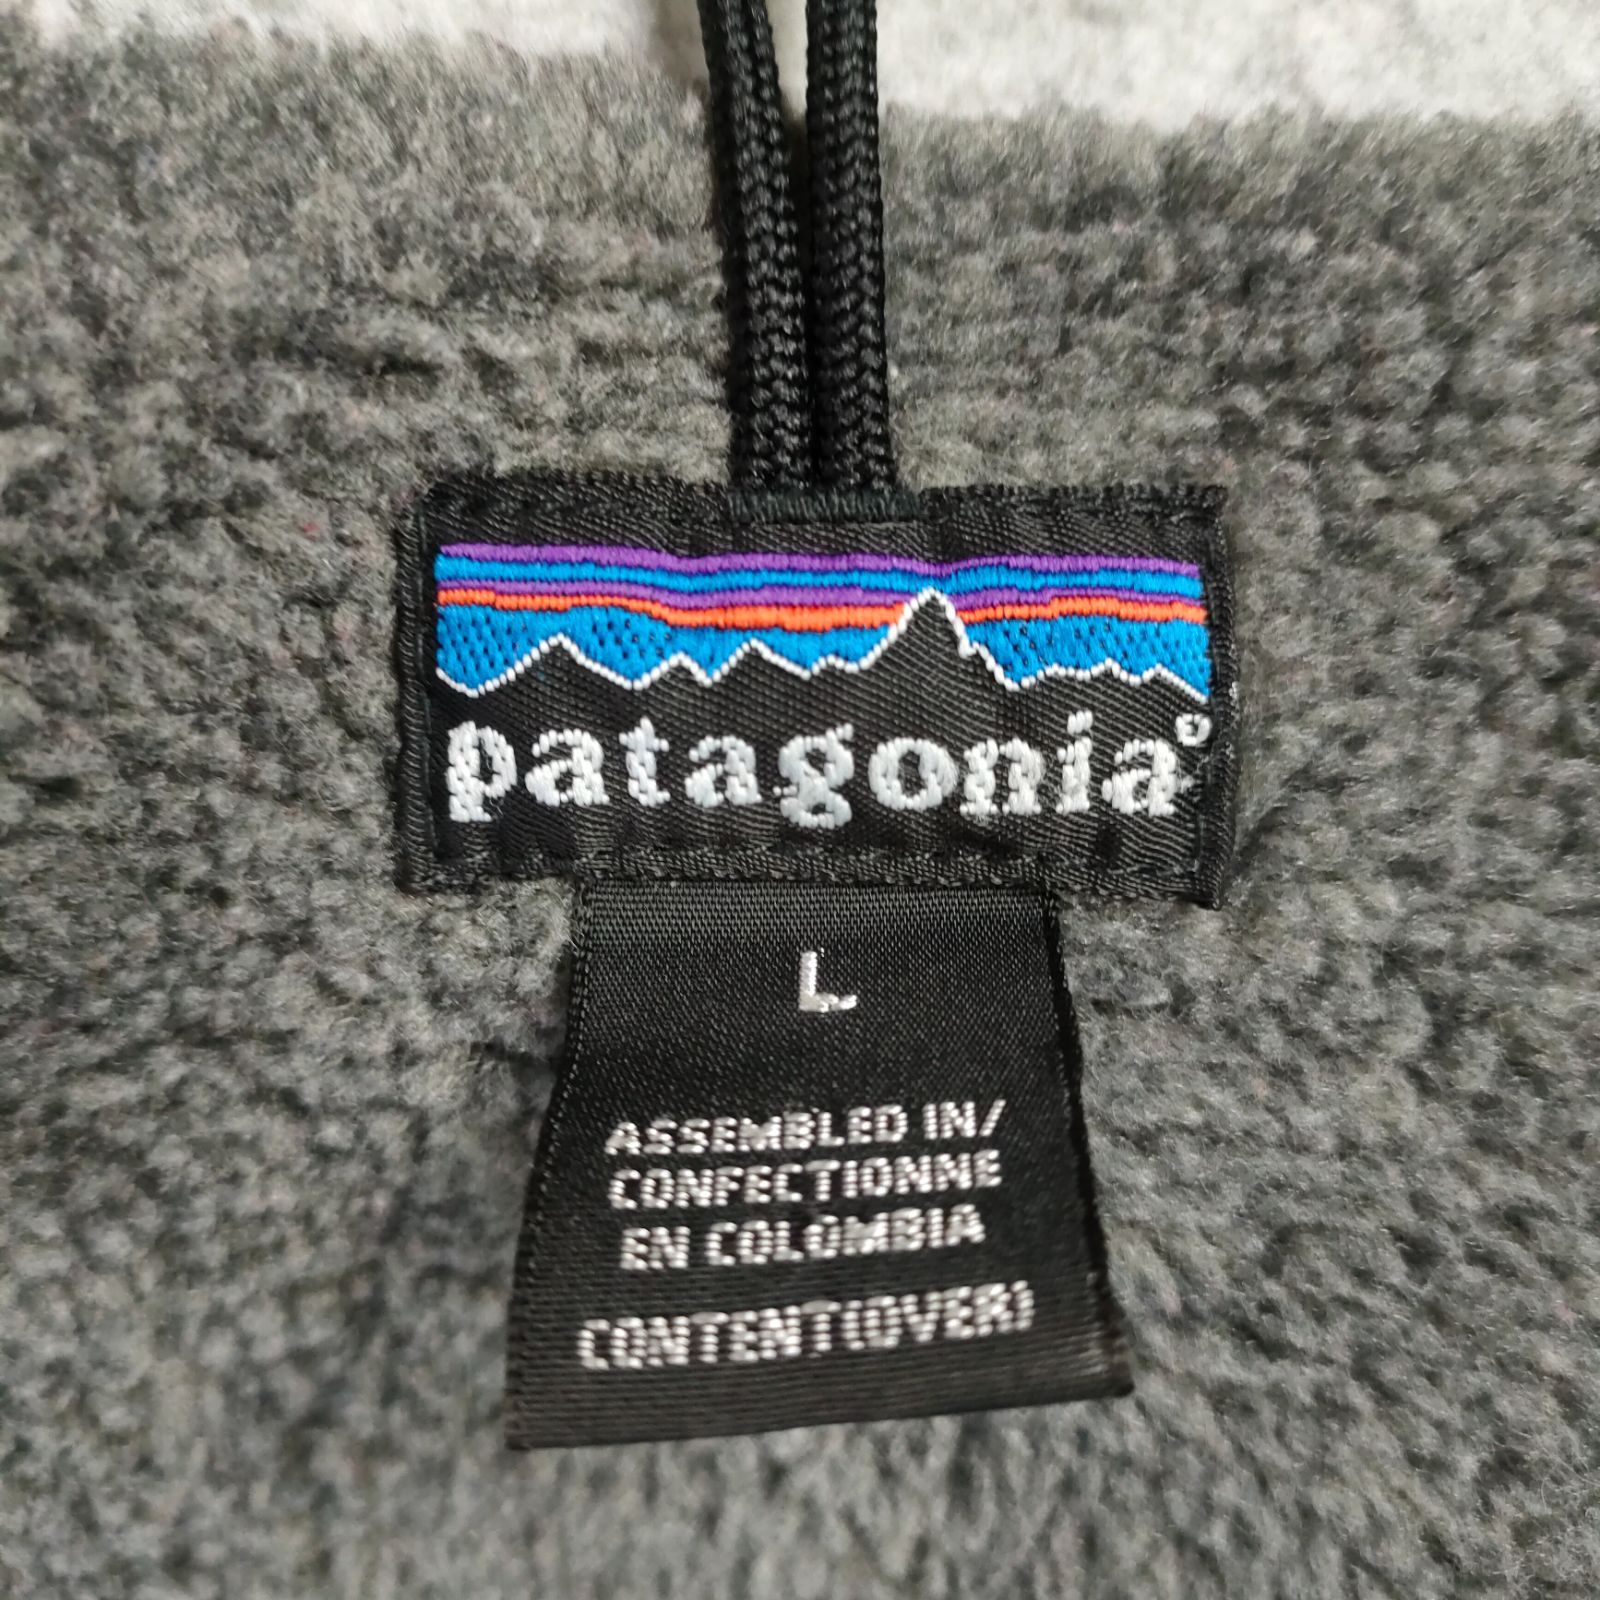 patagonia®
L
ASSEMBLED IN/
CONFECTIONNE
EN COLOMBIA
CONTENT(OVER)